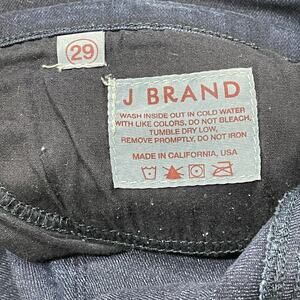 29
J BRAND
WASH INSIDE OUT IN COLD WATER
WITH LIKE COLORS, DO NOT BLEACH,
TUMBLE DRY LOW,
REMOVE PROMPTLY, DO NOT IRON
MADE IN CALIFORNIA, USA